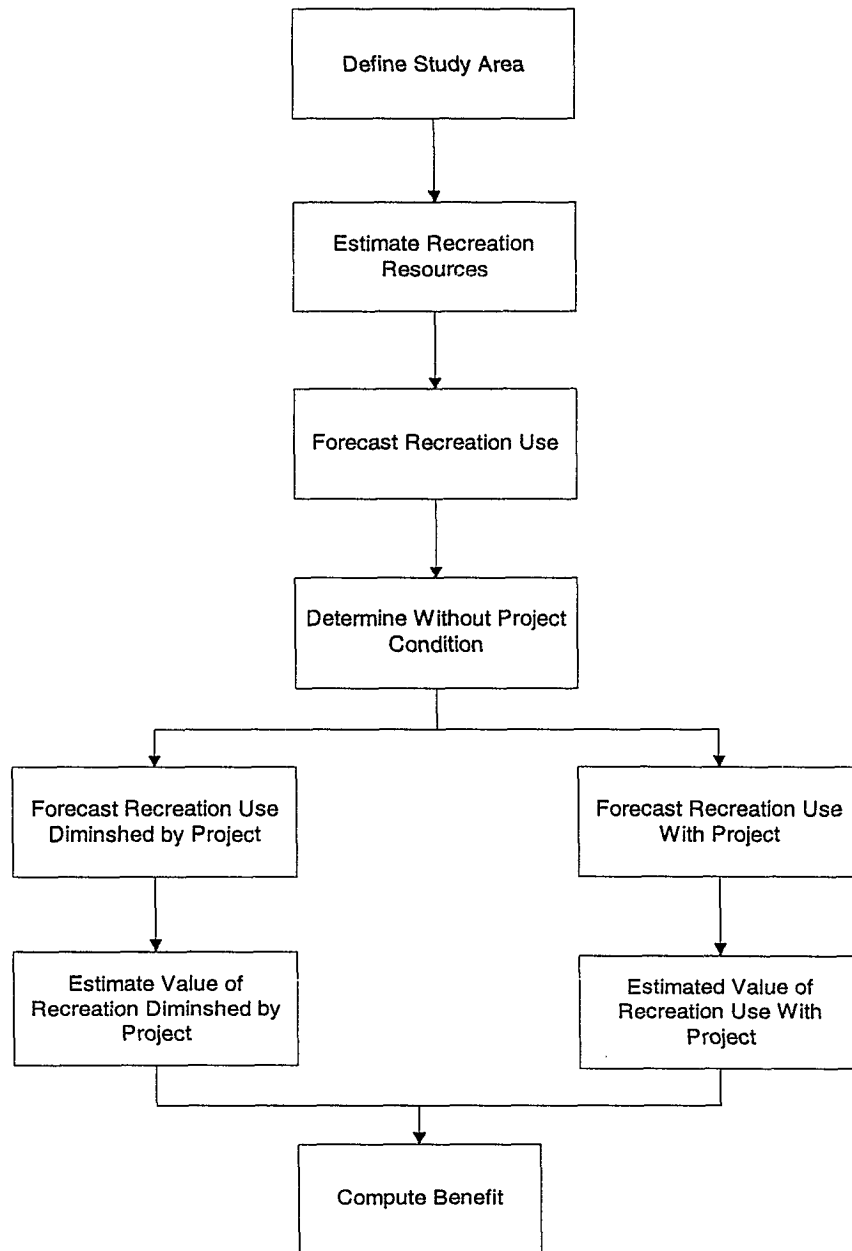 Define Study Area
Estimate Recreation
Resources
Forecast Recreation Use
Determine Without Project
Condition
Forecast Recreation Use
Diminshed by Project
Forecast Recreation Use
With Project
Estimate Value of
Recreation Diminshed by
Project
Estimated Value of
Recreation Use With
Project
Compute Benefit